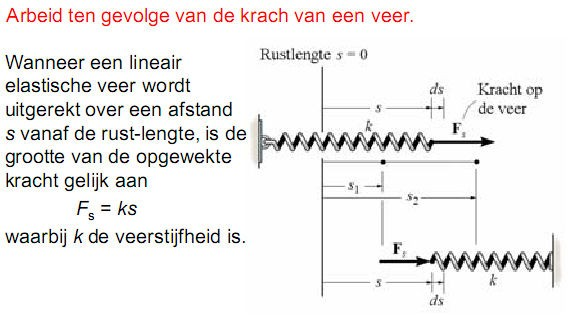 Arbeid ten gevolge van de krach van een veer.
Wanneer een lineair
elastische veer wordt
uitgerekt over een afstand
s vanaf de rust-lengte, is de
grootte van de opgewekte
kracht gelijk aan
Fs = ks
waarbij k de veerstijfheid is.
Rustlengte s = 0
ds
Kracht op
de veer
s
k
Fs
s1
s2
Fs
s
k
ds